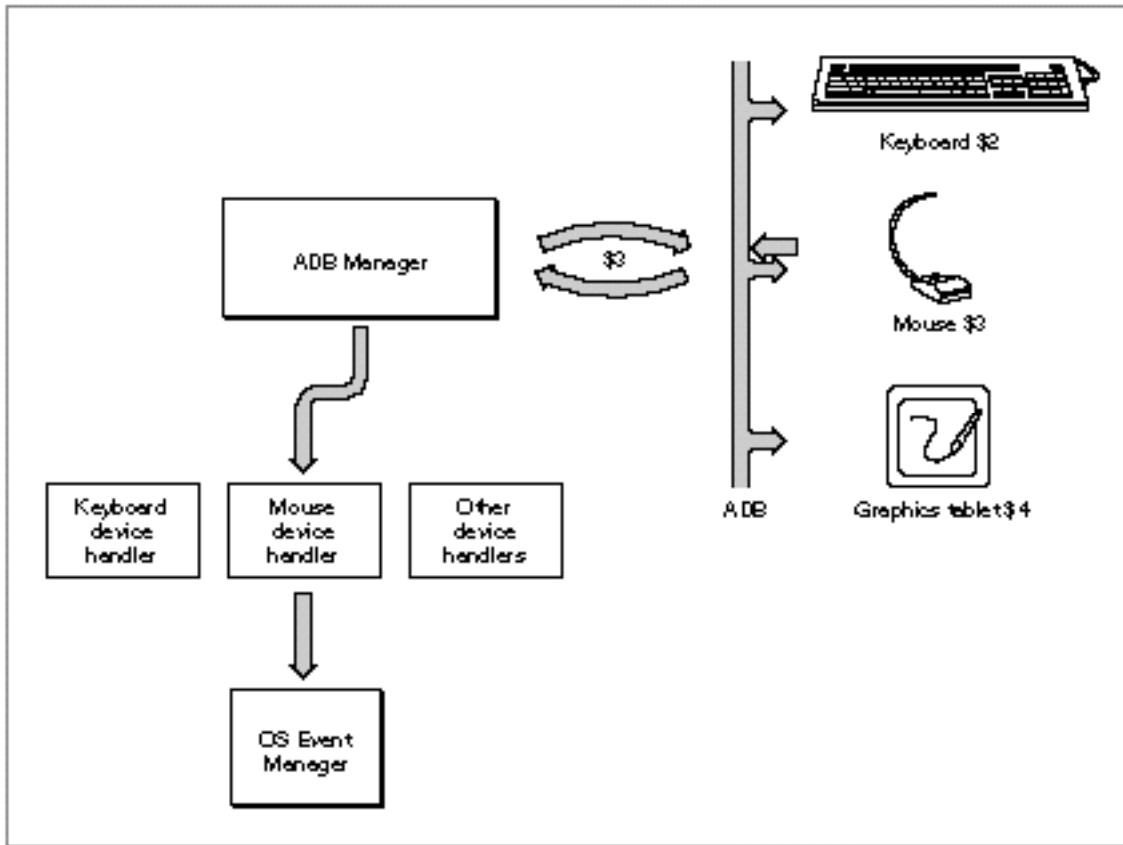 Keyboard $2
ADB Manager
$3
Mouse $3
Keyboard
device
handler
Mouse
device
handler
Other
device
handlers
ADB
Graphics tablet $4
OS Event
Manager